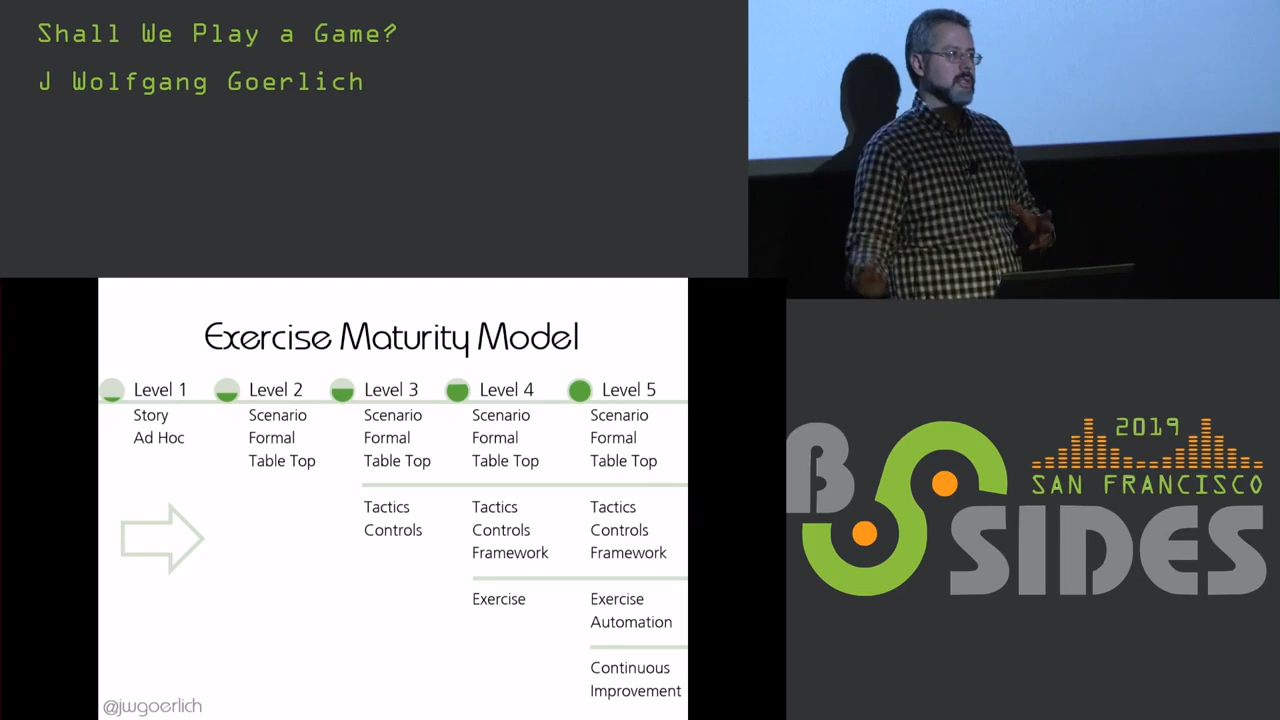 Shall We Play a Game?
J Wolfgang Goerlich
Exercise Maturity Model
Level 1
Story
Ad Hoc
Level 2
Scenario
Formal
Table Top
Level 3
Scenario
Formal
Table Top
Tactics
Controls
Level 4
Scenario
Formal
Table Top
Tactics
Controls
Framework
Exercise
Level 5
Scenario
Formal
Table Top
Tactics
Controls
Framework
Exercise
Automation
Continuous
Improvement
@jwgoerlich
2019
SAN FRANCISCO
BSIDES